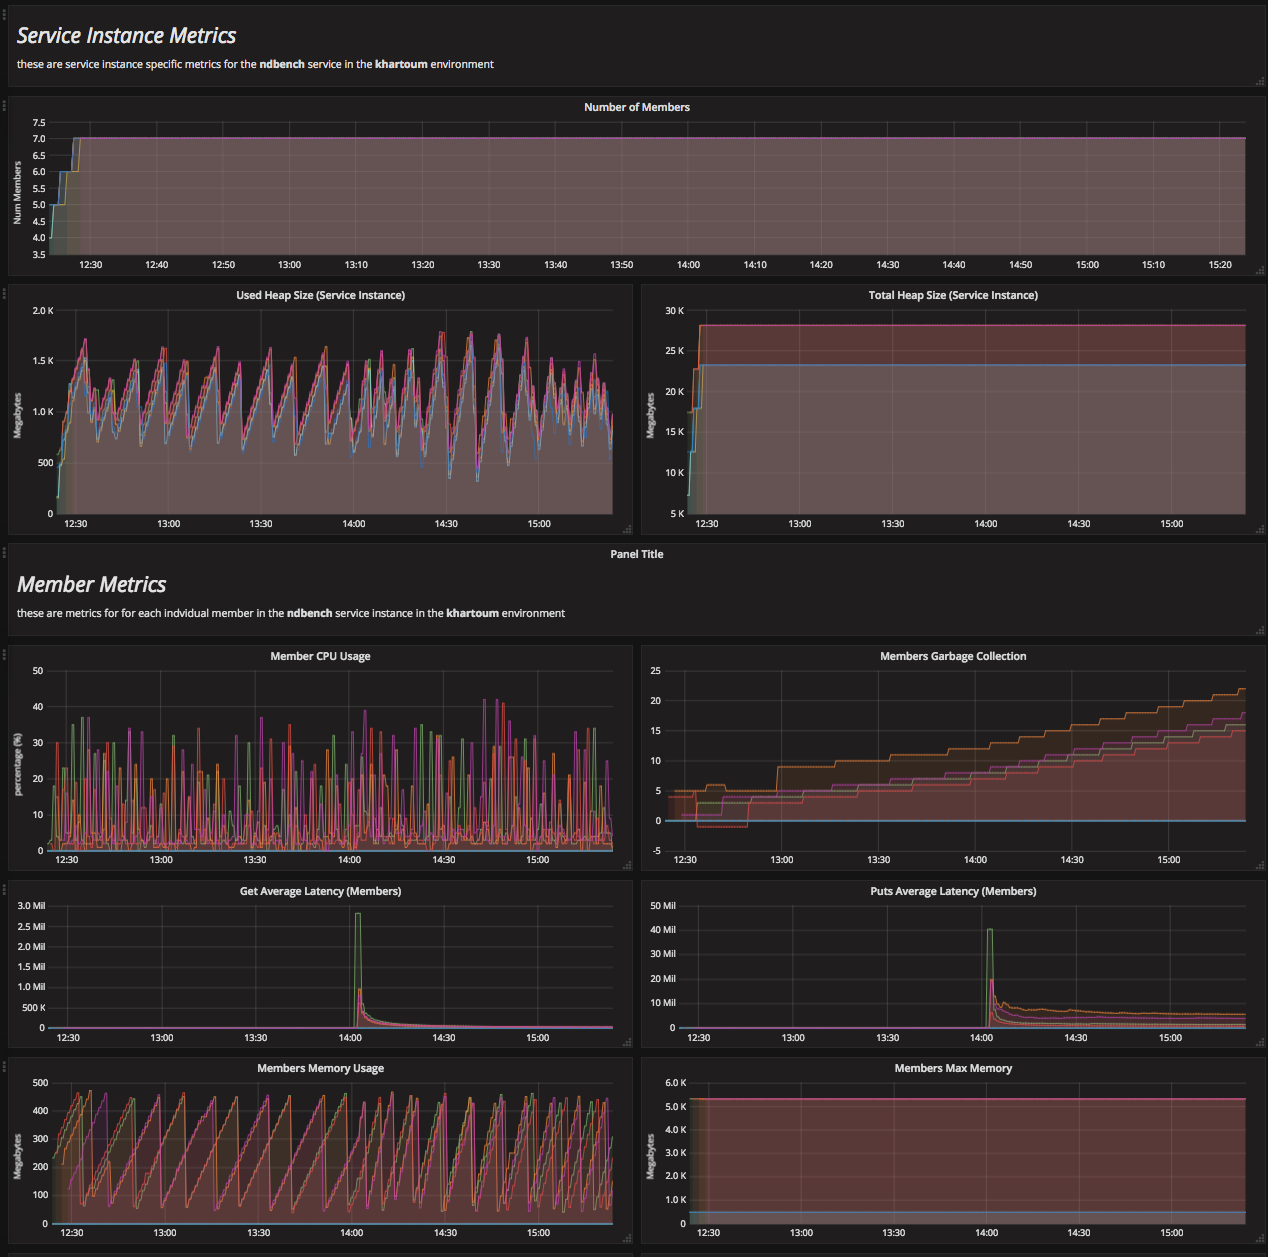 Service Instance Metrics
these are service instance specific metrics for the ndbench service in the khartoum environment
Number of Members
7.5
7.0
6.5
6.0
5.5
5.0
4.5
4.0
3.5
Num Members
12:30 12:40 12:50 13:00 13:10 13:20 13:30 13:40 13:50 14:00 14:10 14:20 14:30 14:40 14:50 15:00 15:10 15:20
Used Heap Size (Service Instance)
2.0 K
1.5 K
1.0 K
500
0
Megabytes
12:30 13:00 13:30 14:00 14:30 15:00
Total Heap Size (Service Instance)
30 K
25 K
20 K
15 K
10 K
5 K
Megabytes
12:30 13:00 13:30 14:00 14:30 15:00
Panel Title
Member Metrics
these are metrics for for each indvidual member in the ndbench service instance in the khartoum environment
Member CPU Usage
50
40
30
20
10
0
percentage (%)
12:30 13:00 13:30 14:00 14:30 15:00
Members Garbage Collection
25
20
15
10
5
0
-5
12:30 13:00 13:30 14:00 14:30 15:00
Get Average Latency (Members)
3.0 Mil
2.5 Mil
2.0 Mil
1.5 Mil
1.0 Mil
500 K
0
12:30 13:00 13:30 14:00 14:30 15:00
Puts Average Latency (Members)
50 Mil
40 Mil
30 Mil
20 Mil
10 Mil
0
12:30 13:00 13:30 14:00 14:30 15:00
Members Memory Usage
500
400
300
200
100
0
Megabytes
12:30 13:00 13:30 14:00 14:30 15:00
Members Max Memory
6.0 K
5.0 K
4.0 K
3.0 K
2.0 K
1.0 K
0
Megabytes
12:30 13:00 13:30 14:00 14:30 15:00